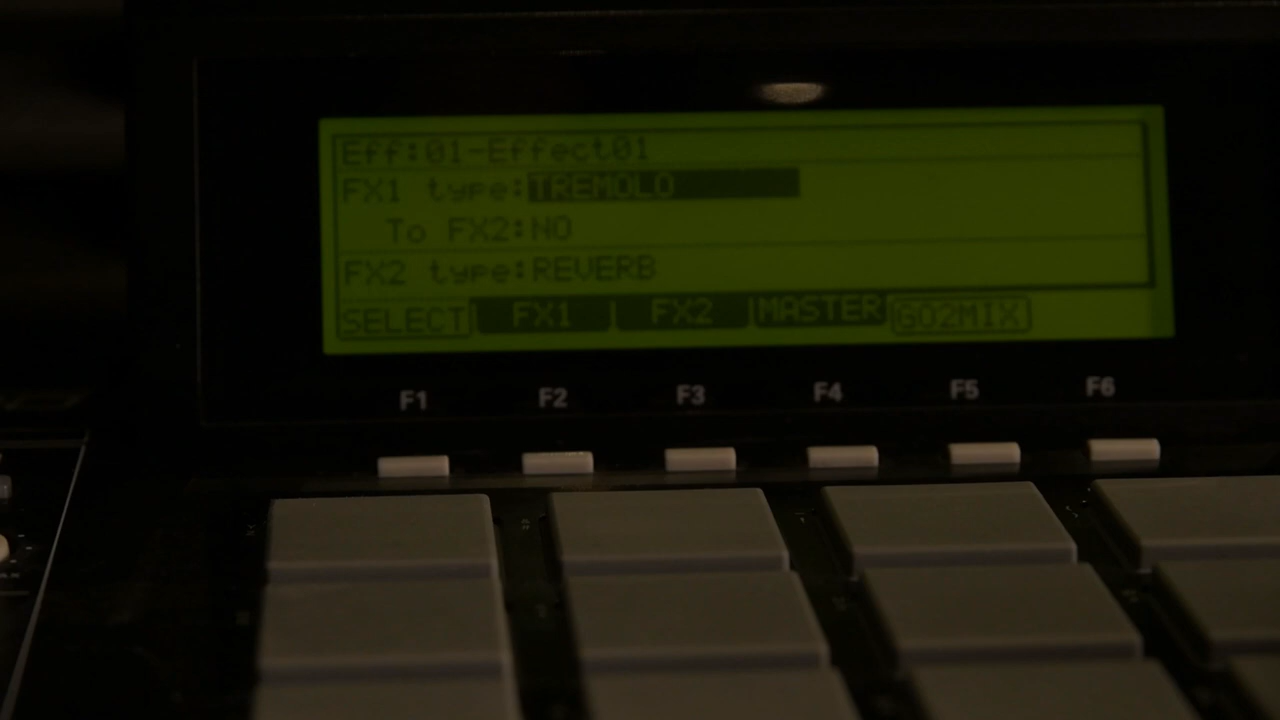 Eff:01-Effect01
FX1 type:TREMOLO
To FX2:NO
FX2 type:REVERB
SELECT FX1 FX2 MASTER GO2MIX
F1 F2 F3 F4 F5 F6